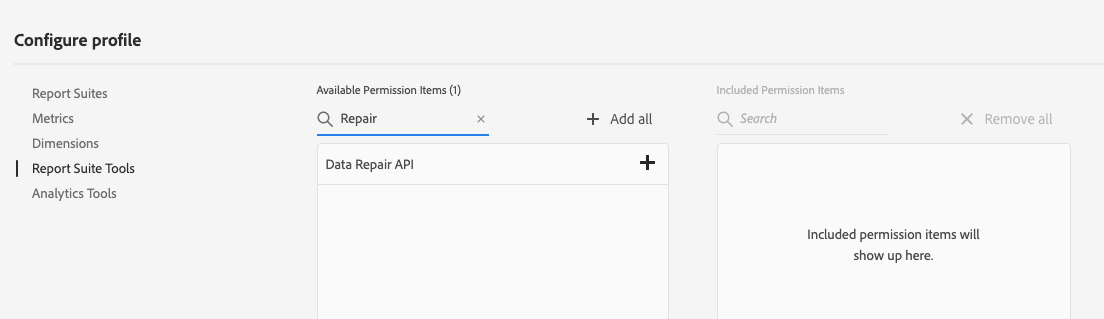 Configure profile
Report Suites
Metrics
Dimensions
Report Suite Tools
Analytics Tools
Available Permission Items (1)
Repair
Add all
Data Repair API
Included Permission Items
Search
Remove all
Included permission items will
show up here.